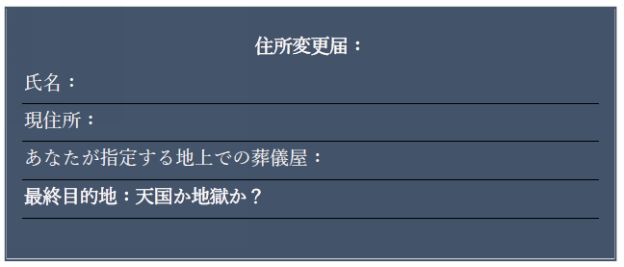 住所変更届：
氏名：
現住所：
あなたが指定する地上での葬儀屋：
最終目的地：天国か地獄か？